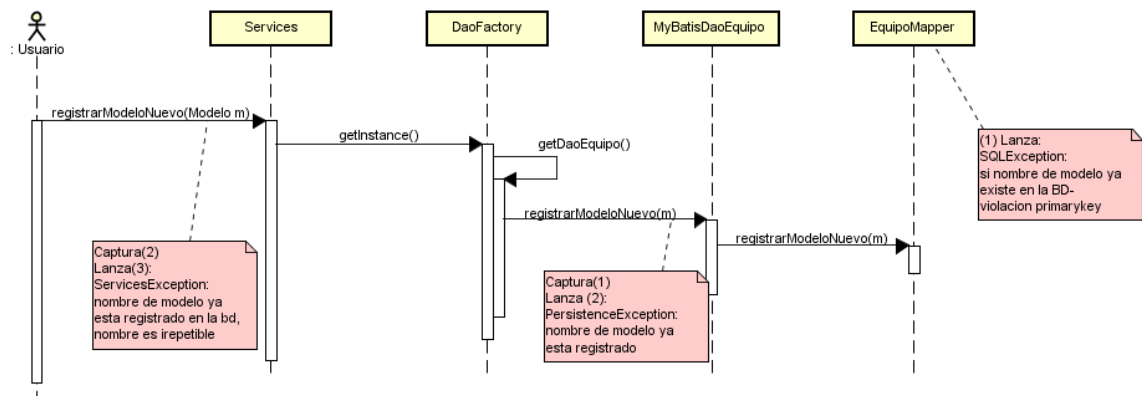 : Usuario
Services
DaoFactory
MyBatisDaoEquipo
EquipoMapper
registrarModeloNuevo(Modelo m)
getInstance()
getDaoEquipo()
registrarModeloNuevo(m)
registrarModeloNuevo(m)
(1) Lanza:
SQLException:
si nombre de modelo ya
existe en la BD-
violacion primarykey
Captura(2)
Lanza(3):
ServicesException:
nombre de modelo ya
esta registrado en la bd,
nombre es irepetible
Captura(1)
Lanza (2):
PersistenceException:
nombre de modelo ya
esta registrado